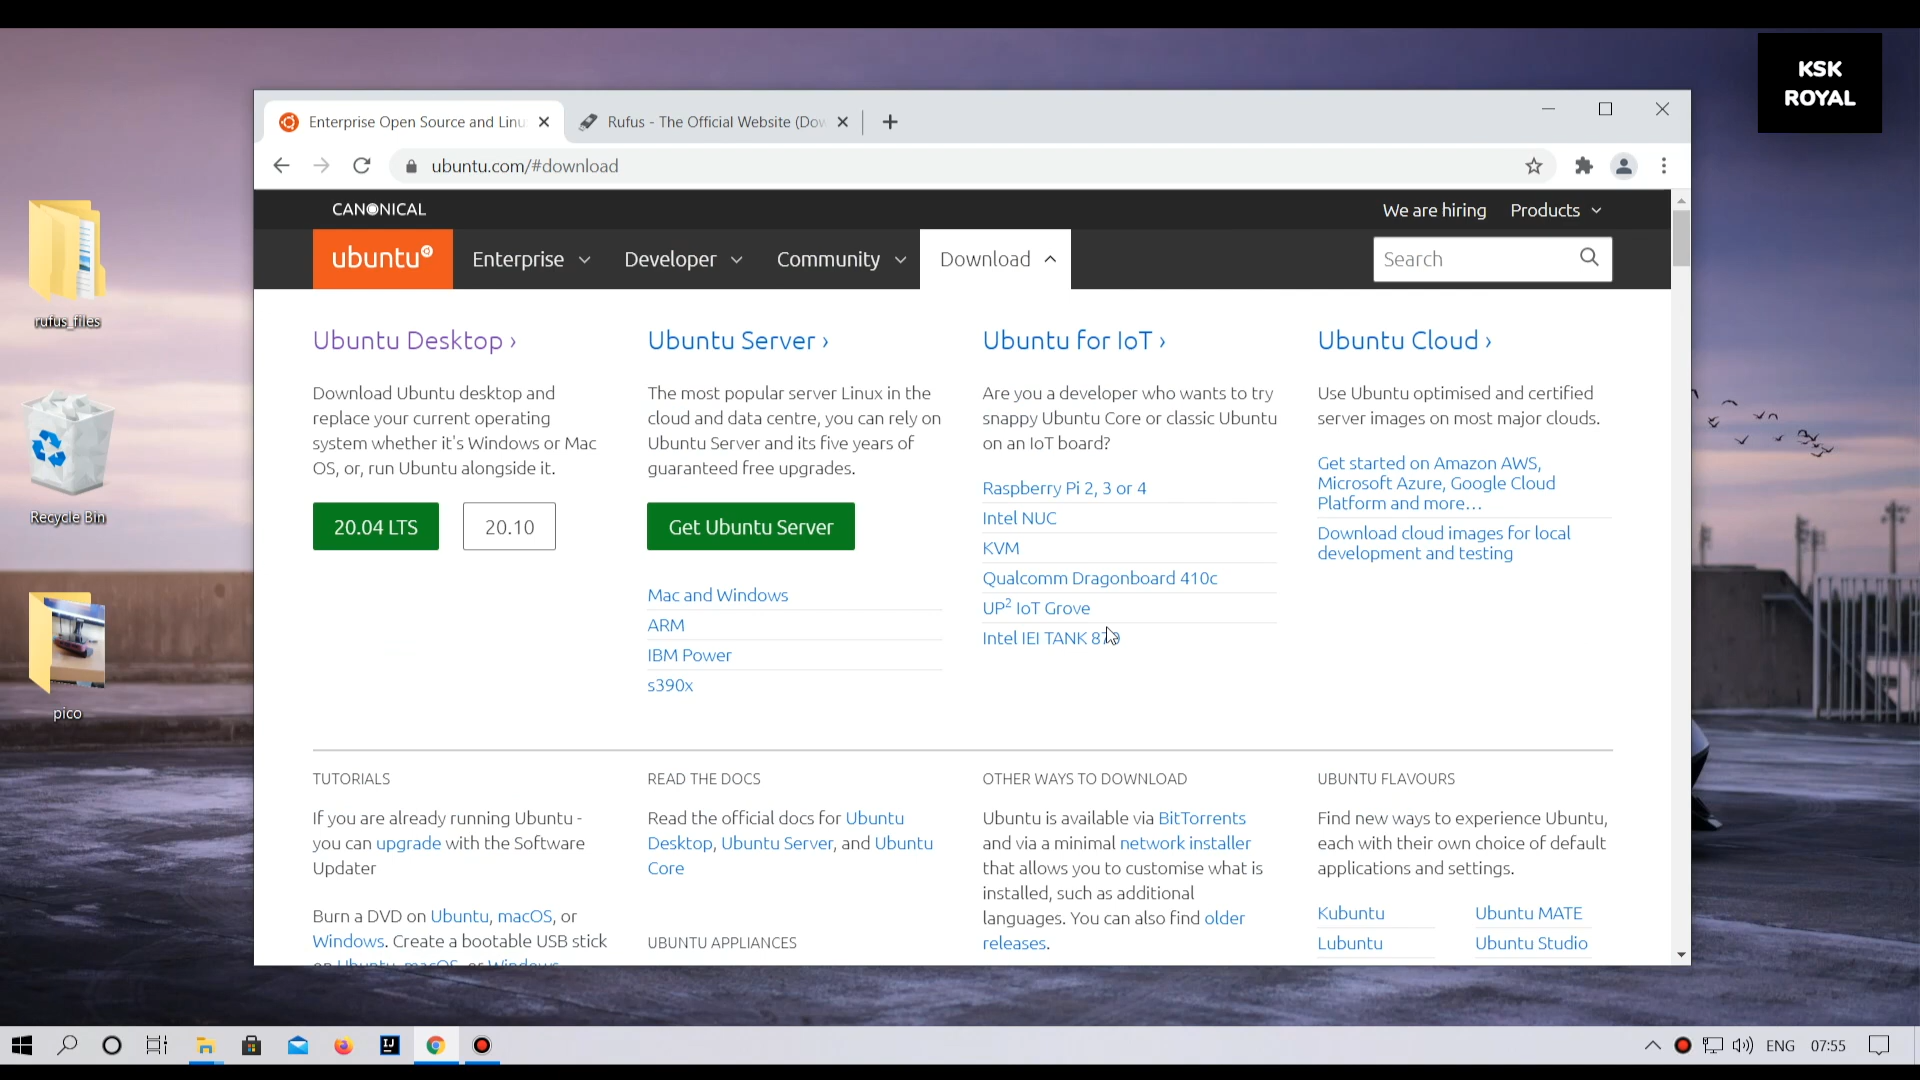 KSK
ROYAL
Enterprise Open Source and Linu
Rufus - The Official Website (Dow
ubuntu.com/#download
CANONICAL
We are hiring Products
ubuntu Enterprise Developer Community Download Search
rufus_files
Recycle Bin
pico
Ubuntu Desktop ›
Download Ubuntu desktop and
replace your current operating
system whether it's Windows or Mac
OS, or, run Ubuntu alongside it.
20.04 LTS 20.10
Ubuntu Server ›
The most popular server Linux in the
cloud and data centre, you can rely on
Ubuntu Server and its five years of
guaranteed free upgrades.
Get Ubuntu Server
Mac and Windows
ARM
IBM Power
s390x
Ubuntu for IoT ›
Are you a developer who wants to try
snappy Ubuntu Core or classic Ubuntu
on an IoT board?
Raspberry Pi 2, 3 or 4
Intel NUC
KVM
Qualcomm Dragonboard 410c
UP² IoT Grove
Intel IEI TANK
Ubuntu Cloud ›
Use Ubuntu optimised and certified
server images on most major clouds.
Get started on Amazon AWS,
Microsoft Azure, Google Cloud
Platform and more…
Download cloud images for local
development and testing
TUTORIALS
If you are already running Ubuntu -
you can upgrade with the Software
Updater
Burn a DVD on Ubuntu, macOS, or
Windows. Create a bootable USB stick
on Ubuntu, macOS, or Windows
READ THE DOCS
Read the official docs for Ubuntu
Desktop, Ubuntu Server, and Ubuntu
Core
UBUNTU APPLIANCES
OTHER WAYS TO DOWNLOAD
Ubuntu is available via BitTorrents
and via a minimal network installer
that allows you to customise what is
installed, such as additional
languages. You can also find older
releases.
UBUNTU FLAVOURS
Find new ways to experience Ubuntu,
each with their own choice of default
applications and settings.
Kubuntu Ubuntu MATE
Lubuntu Ubuntu Studio
IJ
ENG 07:55